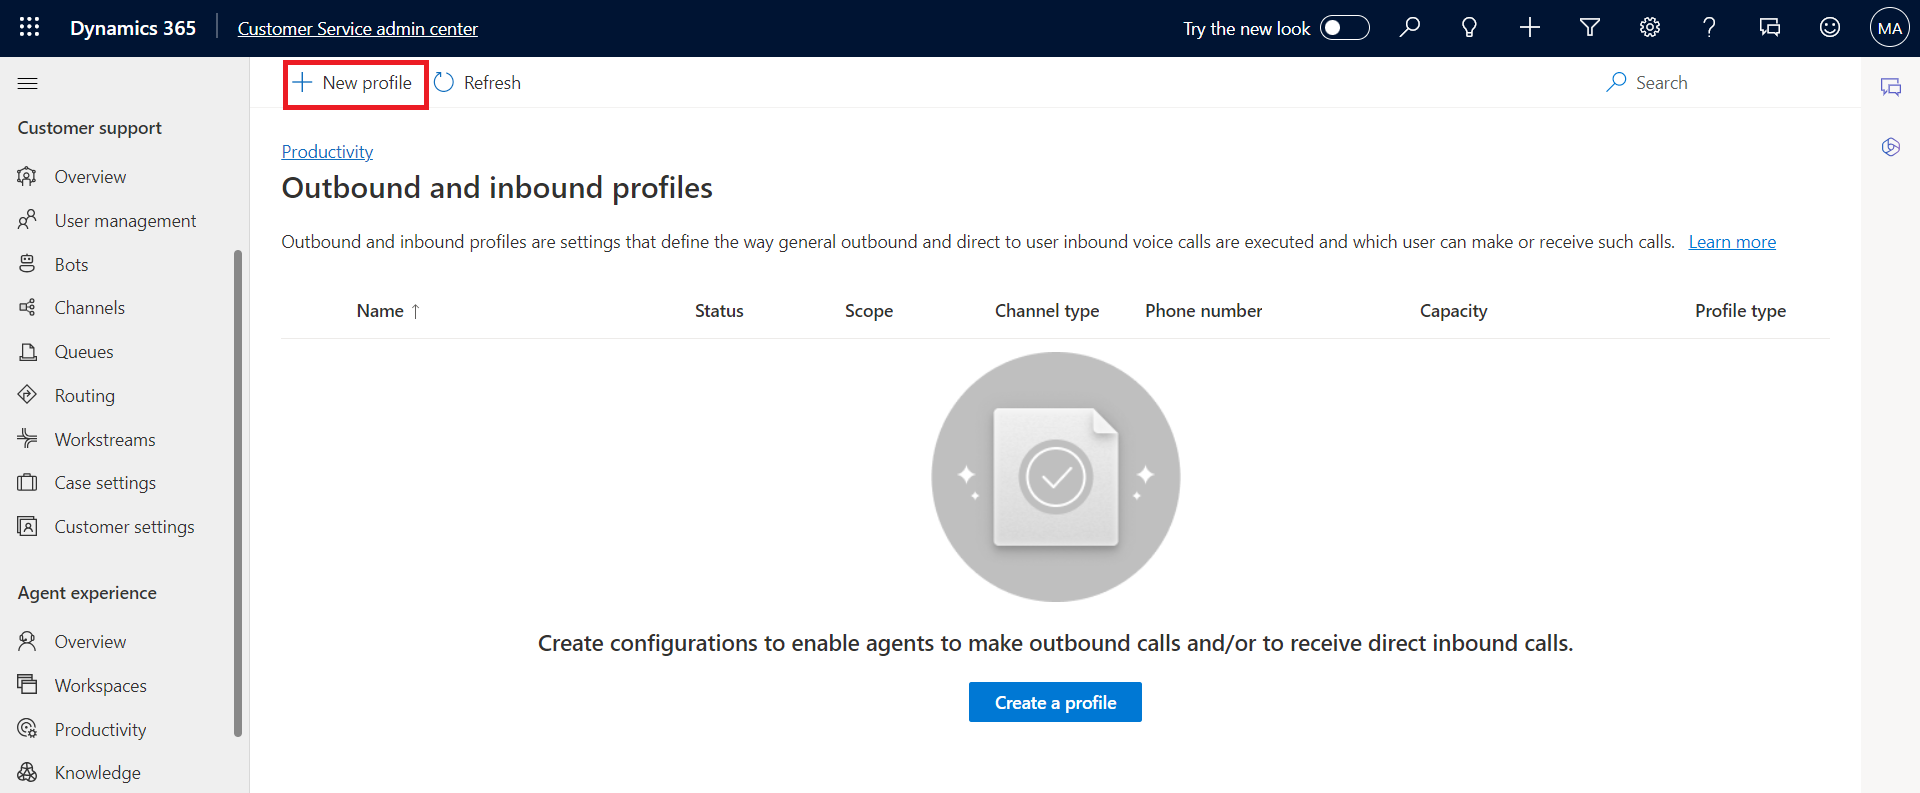 Dynamics 365 Customer Service admin center Try the new look MA
New profile Refresh Search
Customer support
Overview
User management
Bots
Channels
Queues
Routing
Workstreams
Case settings
Customer settings
Agent experience
Overview
Workspaces
Productivity
Knowledge
Productivity
Outbound and inbound profiles
Outbound and inbound profiles are settings that define the way general outbound and direct to user inbound voice calls are executed and which user can make or receive such calls. Learn more
Name ↑ Status Scope Channel type Phone number Capacity Profile type
Create configurations to enable agents to make outbound calls and/or to receive direct inbound calls.
Create a profile